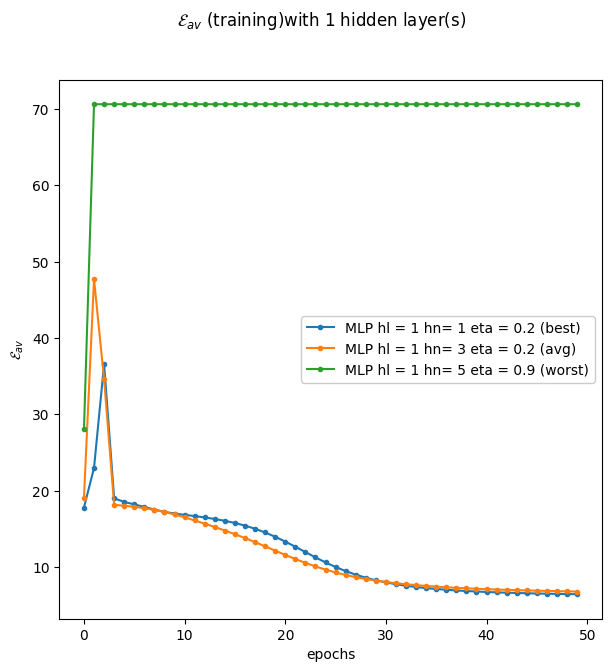 ℰav (training)with 1 hidden layer(s)
70
60
50
40
30
20
10
ℰav
MLP hl = 1 hn= 1 eta = 0.2 (best)
MLP hl = 1 hn= 3 eta = 0.2 (avg)
MLP hl = 1 hn= 5 eta = 0.9 (worst)
0 10 20 30 40 50
epochs